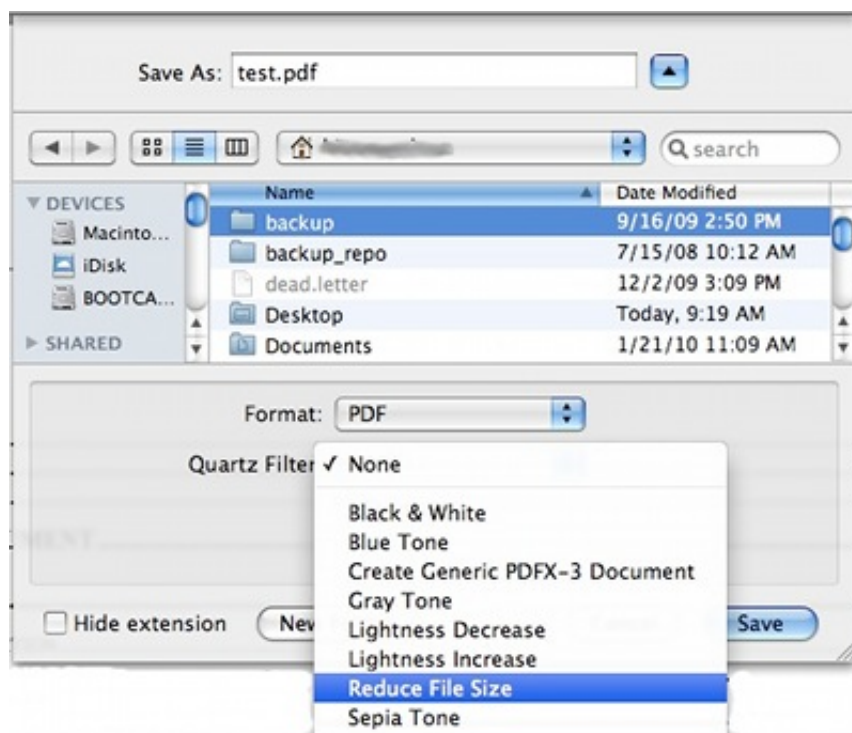 Save As: test.pdf
search
DEVICES
Macinto...
iDisk
BOOTCA...
SHARED
Name Date Modified
backup 9/16/09 2:50 PM
backup_repo 7/15/08 10:12 AM
dead.letter 12/2/09 3:09 PM
Desktop Today, 9:19 AM
Documents 1/21/10 11:09 AM
Format: PDF
Quartz Filter ✓ None
Black & White
Blue Tone
Create Generic PDFX-3 Document
Gray Tone
Lightness Decrease
Lightness Increase
Reduce File Size
Sepia Tone
Hide extension New Save